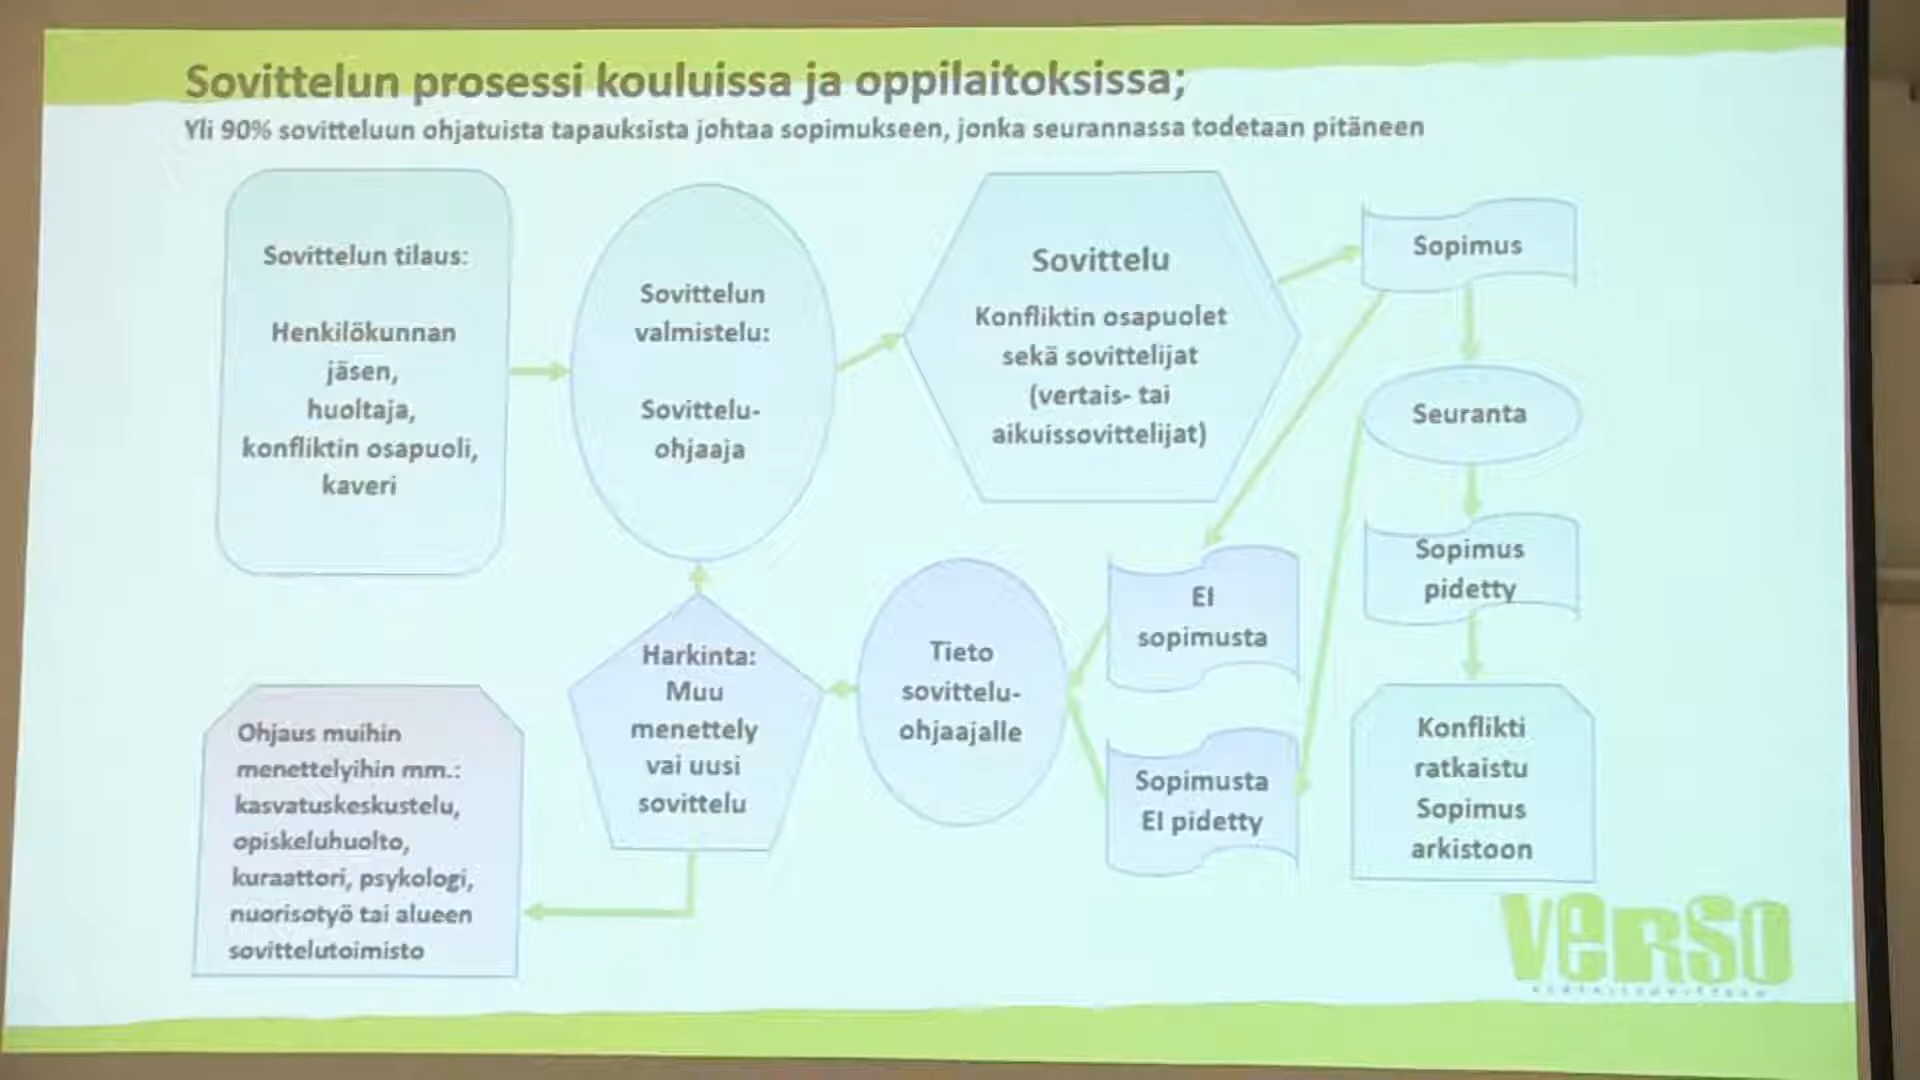 Sovittelun prosessi kouluissa ja oppilaitoksissa;
Yli 90% sovitteluun ohjatuista tapauksista johtaa sopimukseen, jonka seurannassa todetaan pitäneen
Sovittelun tilaus:
Henkilökunnan
jäsen,
huoltaja,
konfliktin osapuoli,
kaveri
Sovittelun
valmistelu:
Sovittelu-
ohjaaja
Sovittelu
Konfliktin osapuolet
sekä sovittelijat
(vertais- tai
aikuissovittelijat)
Sopimus
Seuranta
Sopimus
pidetty
Konflikti
ratkaistu
Sopimus
arkistoon
EI
sopimusta
Sopimusta
EI pidetty
Tieto
sovittelu-
ohjaajalle
Harkinta:
Muu
menettely
vai uusi
sovittelu
Ohjaus muihin
menettelyihin mm.:
kasvatuskeskustelu,
opiskeluhuolto,
kuraattori, psykologi,
nuorisotyö tai alueen
sovittelutoimisto
VERSO